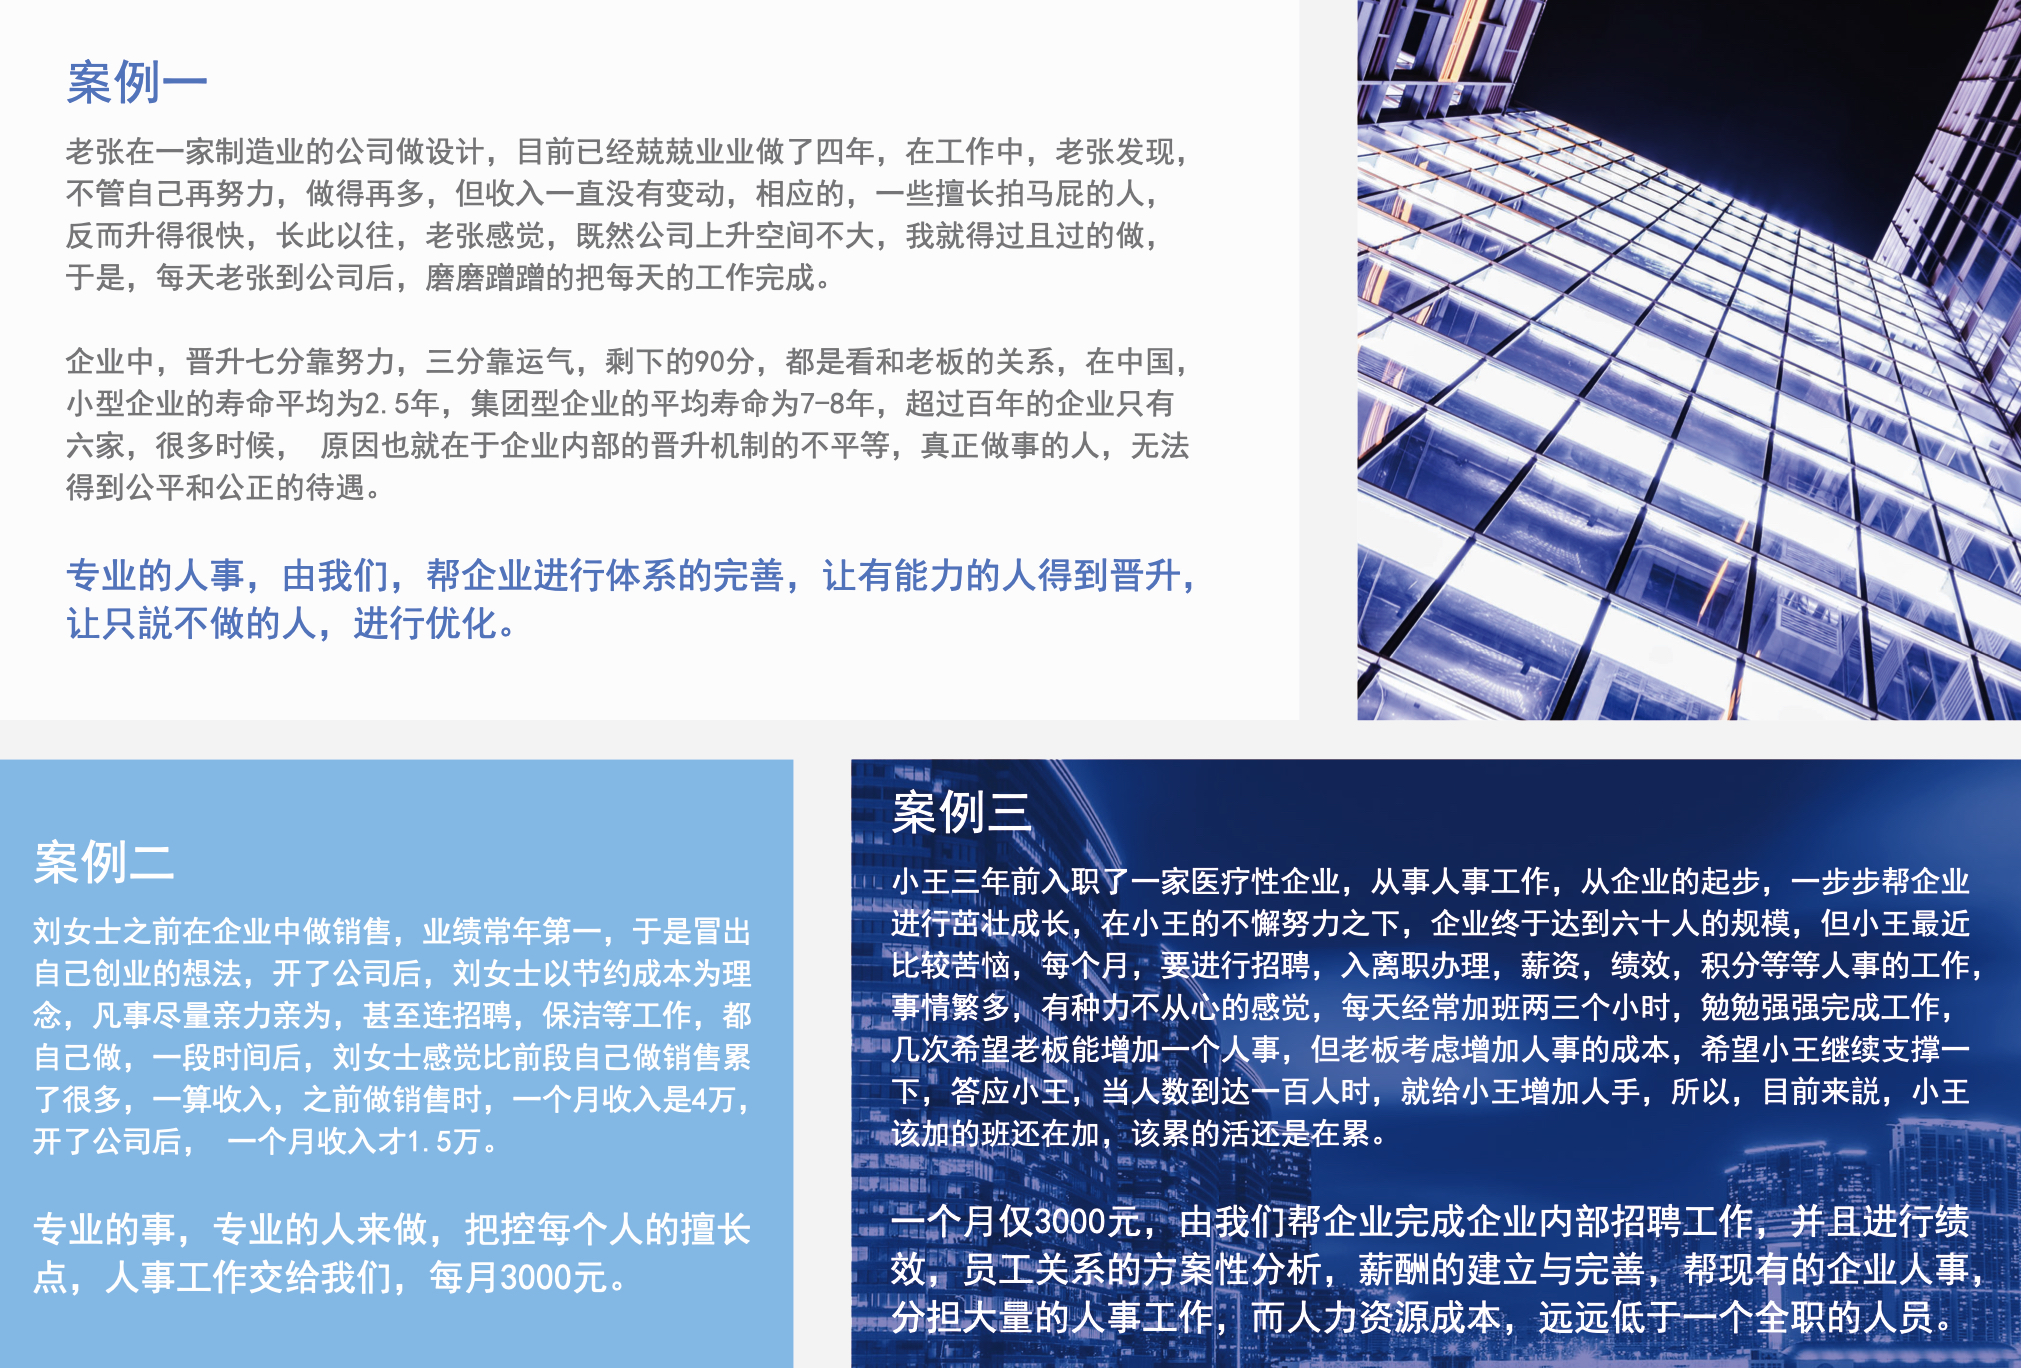 案例一
老张在一家制造业的公司做设计，目前已经兢兢业业做了四年，在工作中，老张发现，
不管自己再努力，做得再多，但收入一直没有变动，相应的，一些擅长拍马屁的人，
反而升得很快，长此以往，老张感觉，既然公司上升空间不大，我就得过且过的做，
于是，每天老张到公司后，磨磨蹭蹭的把每天的工作完成。
企业中，晋升七分靠努力，三分靠运气，剩下的90分，都是看和老板的关系，在中国，
小型企业的寿命平均为2.5年，集团型企业的平均寿命为7-8年，超过百年的企业只有
六家，很多时候， 原因也就在于企业内部的晋升机制的不平等，真正做事的人，无法
得到公平和公正的待遇。
专业的人事，由我们，帮企业进行体系的完善，让有能力的人得到晋升，
让只説不做的人，进行优化。
案例二
刘女士之前在企业中做销售，业绩常年第一，于是冒出
自己创业的想法，开了公司后，刘女士以节约成本为理
念，凡事尽量亲力亲为，甚至连招聘，保洁等工作，都
自己做，一段时间后，刘女士感觉比前段自己做销售累
了很多，一算收入，之前做销售时，一个月收入是4万，
开了公司后， 一个月收入才1.5万。
专业的事，专业的人来做，把控每个人的擅长
点，人事工作交给我们，每月3000元。
案例三
小王三年前入职了一家医疗性企业，从事人事工作，从企业的起步，一步步帮企业
进行茁壮成长，在小王的不懈努力之下，企业终于达到六十人的规模，但小王最近
比较苦恼，每个月，要进行招聘，入离职办理，薪资，绩效，积分等等人事的工作，
事情繁多，有种力不从心的感觉，每天经常加班两三个小时，勉勉强强完成工作，
几次希望老板能增加一个人事，但老板考虑增加人事的成本，希望小王继续支撑一
下，答应小王，当人数到达一百人时，就给小王增加人手，所以，目前来説，小王
该加的班还在加，该累的活还是在累。
一个月仅3000元，由我们帮企业完成企业内部招聘工作，并且进行绩
效，员工关系的方案性分析，薪酬的建立与完善，帮现有的企业人事，
分担大量的人事工作，而人力资源成本，远远低于一个全职的人员。